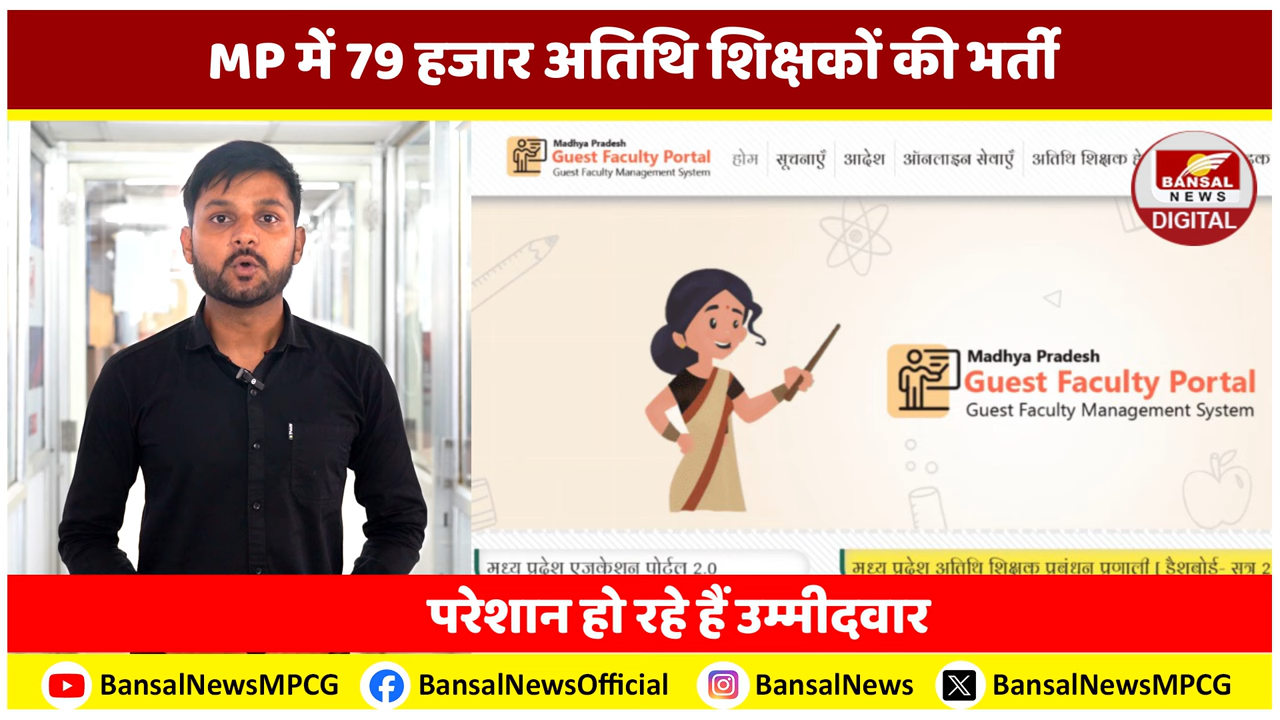 MP में 79 हजार अतिथि शिक्षकों की भर्ती
Madhya Pradesh
Guest Faculty Portal
Guest Faculty Management System
होम सूचनाएँ आदेश ऑनलाइन सेवाएँ अतिथि शिक्षक
BANSAL
NEWS
DIGITAL
Madhya Pradesh
Guest Faculty Portal
Guest Faculty Management System
मध्य प्रदेश एजुकेशन पोर्टल 2.0
मध्य प्रदेश अतिथि शिक्षक प्रबंधन प्रणाली [ डैशबोर्ड- सत्र 2
परेशान हो रहे हैं उम्मीदवार
BansalNewsMPCG BansalNewsOfficial BansalNews BansalNewsMPCG